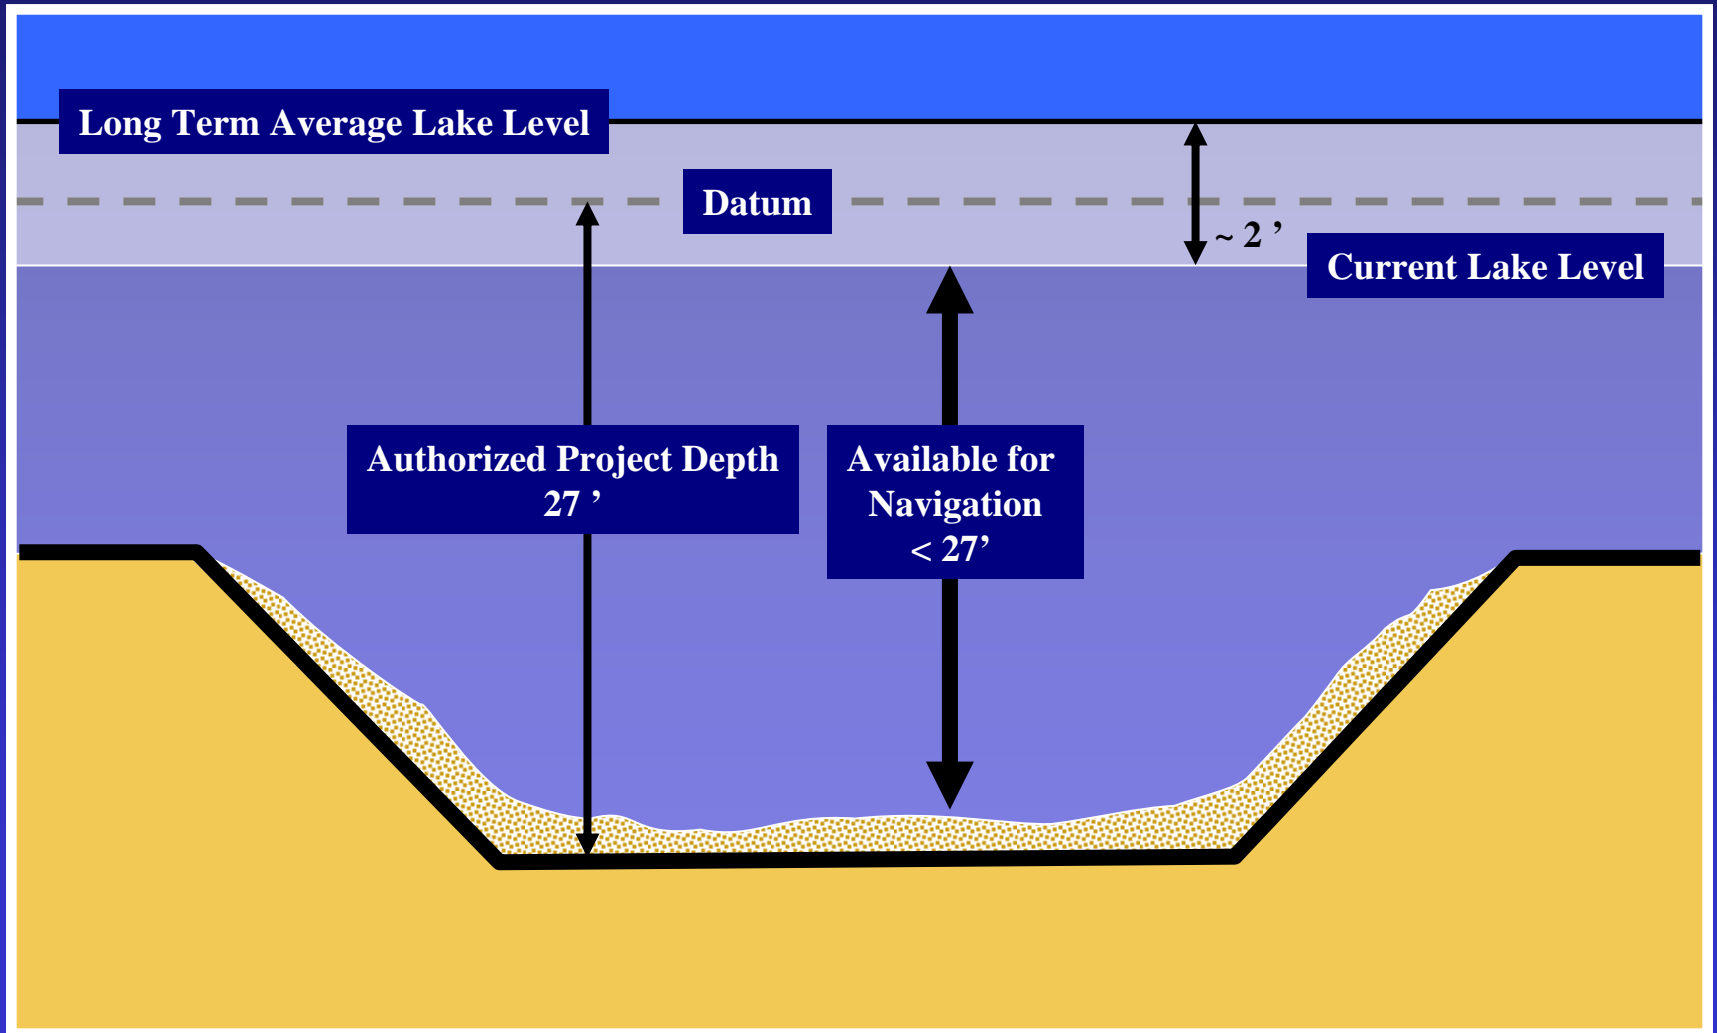 Long Term Average Lake Level
Datum
~ 2 ’
Current Lake Level
Authorized Project Depth
27 ’
Available for
Navigation
< 27’